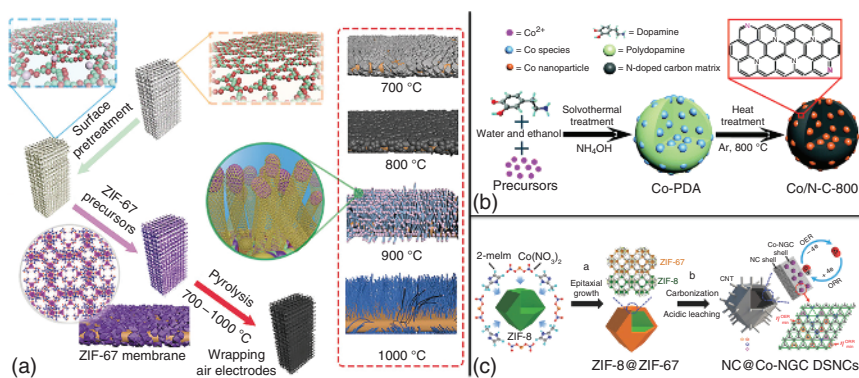 Surface
pretreatment
ZIF-67
precursors
Pyrolysis
700–1000 °C
ZIF-67 membrane
Wrapping
air electrodes
(a)
700 °C
800 °C
900 °C
1000 °C
= Co2+
= Co species
= Co nanoparticle
= Dopamine
= Polydopamine
= N-doped carbon matrix
N
N
N
N
N
Water and ethanol
Precursors
Solvothermal
treatment
NH4OH
Co-PDA
Heat
treatment
Ar, 800 °C
Co/N-C-800
(b)
2-melm
Co(NO3)2
ZIF-8
a
Epitaxial
growth
ZIF-67
ZIF-8
ZIF-8@ZIF-67
b
Carbonization
Acidic leaching
CNT
NC shell
Co-NGC
shell
OER
-4e
+ 4e
ORR
NC@Co-NGC DSNCs
(c)